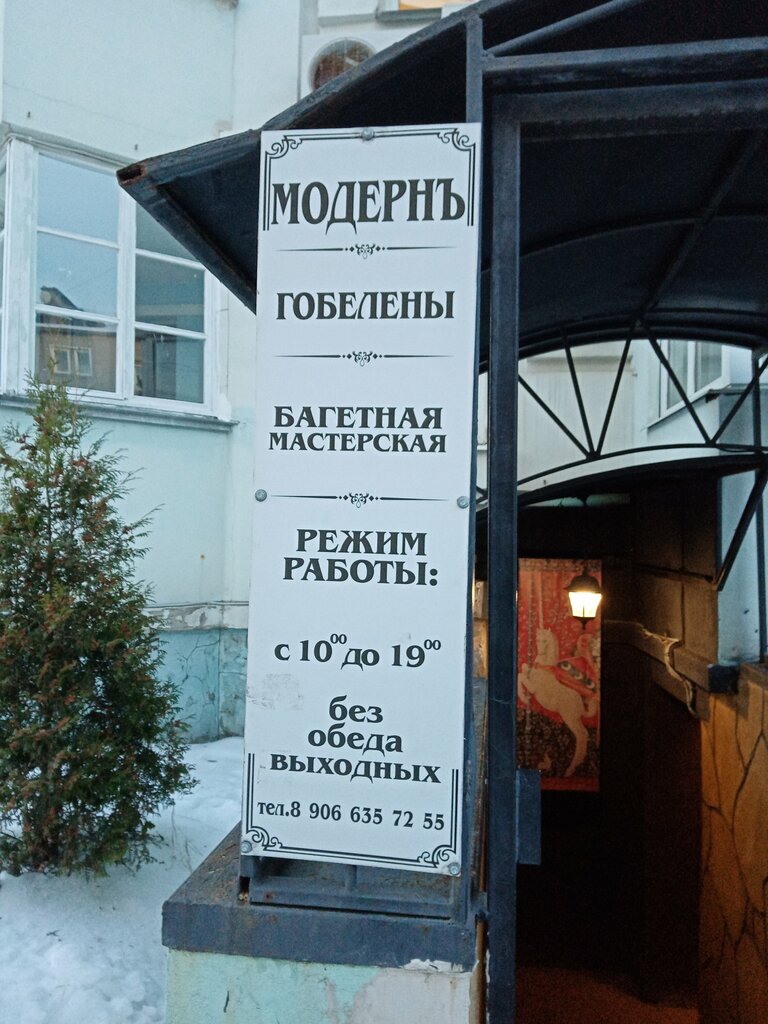 МОДЕРНЪ
ГОБЕЛЕНЫ
БАГЕТНАЯ
МАСТЕРСКАЯ
РЕЖИМ
РАБОТЫ:
с 10⁰⁰ до 19⁰⁰
без
обеда
выходных
тел.8 906 635 72 55